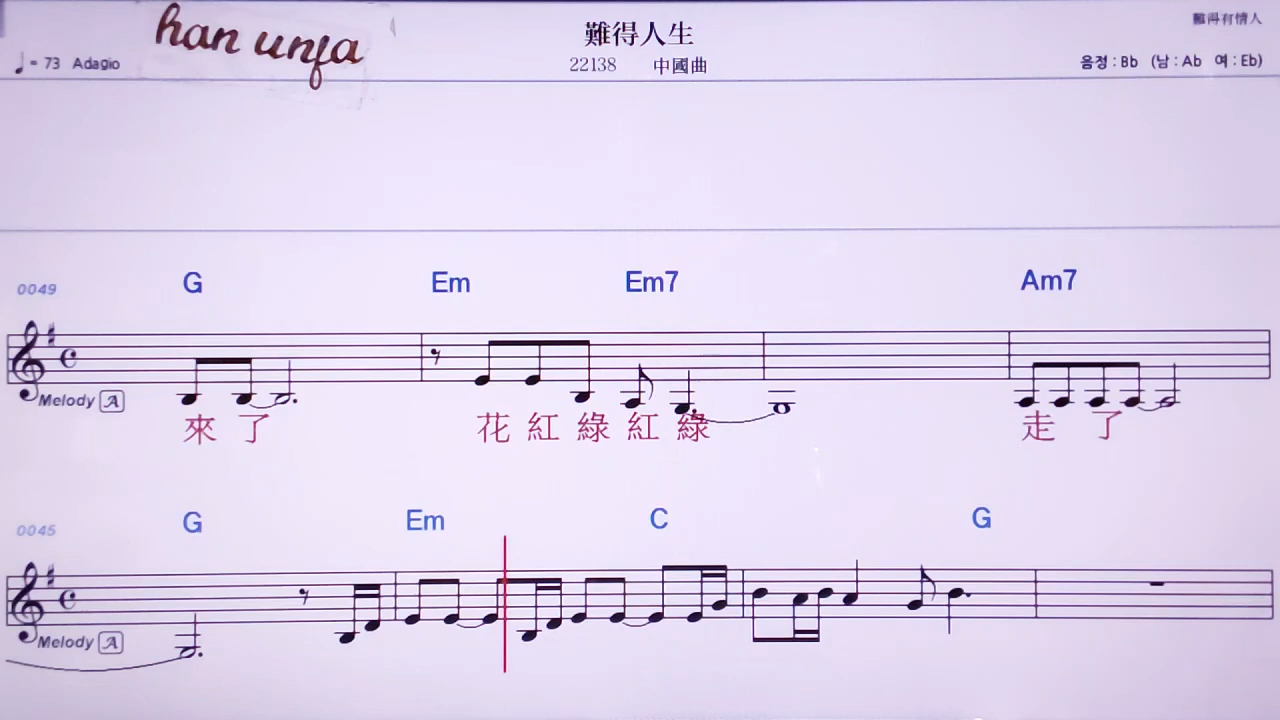 han unfa
難得人生
難得有情人
♩= 73 Adagio
22138 中國曲
음정 : Bb (남 : Ab 여 : Eb)
0049 G Em Em7 Am7
Melody A
來 了 花 紅 綠 紅 綠 走 了
0045 G Em C G
Melody A